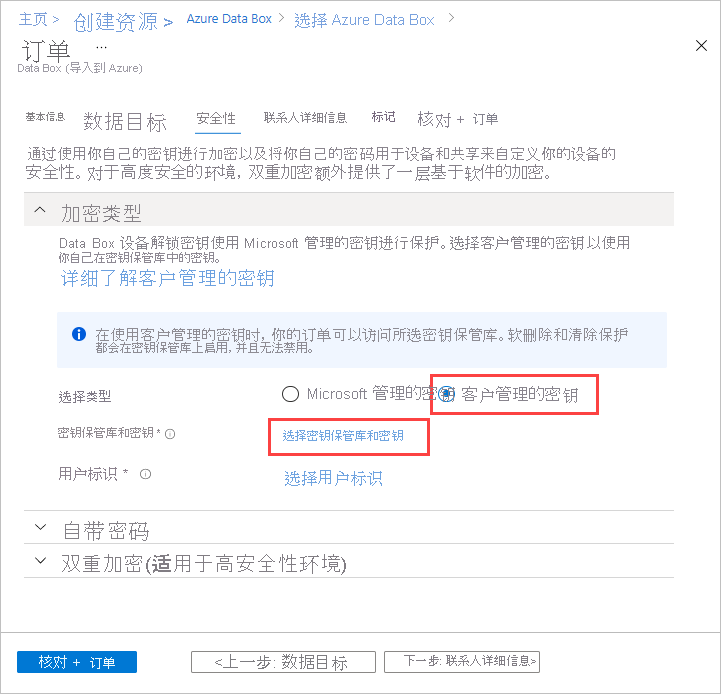 主页 > 创建资源 > Azure Data Box > 选择 Azure Data Box >
订单 ...
Data Box (导入到 Azure)
基本信息 数据目标 安全性 联系人详细信息 标记 核对 + 订单
通过使用你自己的密钥进行加密以及将你自己的密码用于设备和共享来自定义你的设备的
安全性。对于高度安全的环境，双重加密额外提供了一层基于软件的加密。
加密类型
Data Box 设备解锁密钥使用 Microsoft 管理的密钥进行保护。选择客户管理的密钥以使用
你自己在密钥保管库中的密钥。
详细了解客户管理的密钥
在使用客户管理的密钥时，你的订单可以访问所选密钥保管库。软删除和清除保护
都会在密钥保管库上启用，并且无法禁用。
选择类型 Microsoft 管理的密钥 客户管理的密钥
密钥保管库和密钥 * 选择密钥保管库和密钥
用户标识 * 选择用户标识
自带密码
双重加密(适用于高安全性环境)
核对 + 订单 <上一步: 数据目标 下一步: 联系人详细信息>